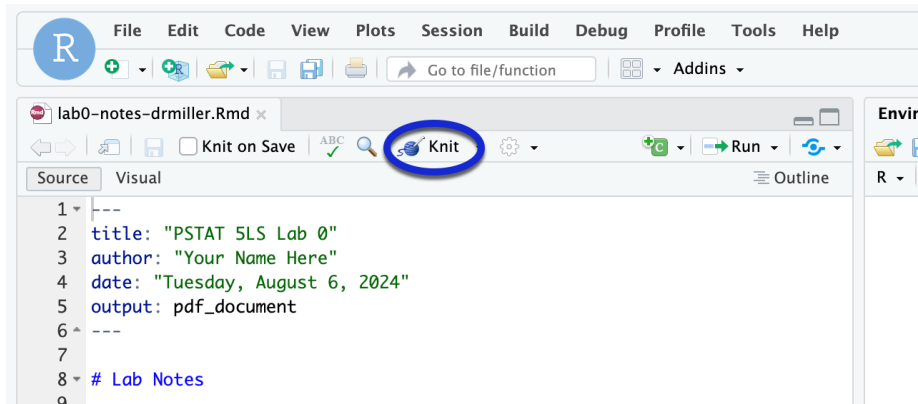 R File Edit Code View Plots Session Build Debug Profile Tools Help
R Go to file/function Addins
Rmd lab0-notes-drmiller.Rmd Envir
Knit on Save ABC Knit C Run
Source Visual Outline R
1 ---
2 title: "PSTAT 5LS Lab 0"
3 author: "Your Name Here"
4 date: "Tuesday, August 6, 2024"
5 output: pdf_document
6 ---
7
8 # Lab Notes
9